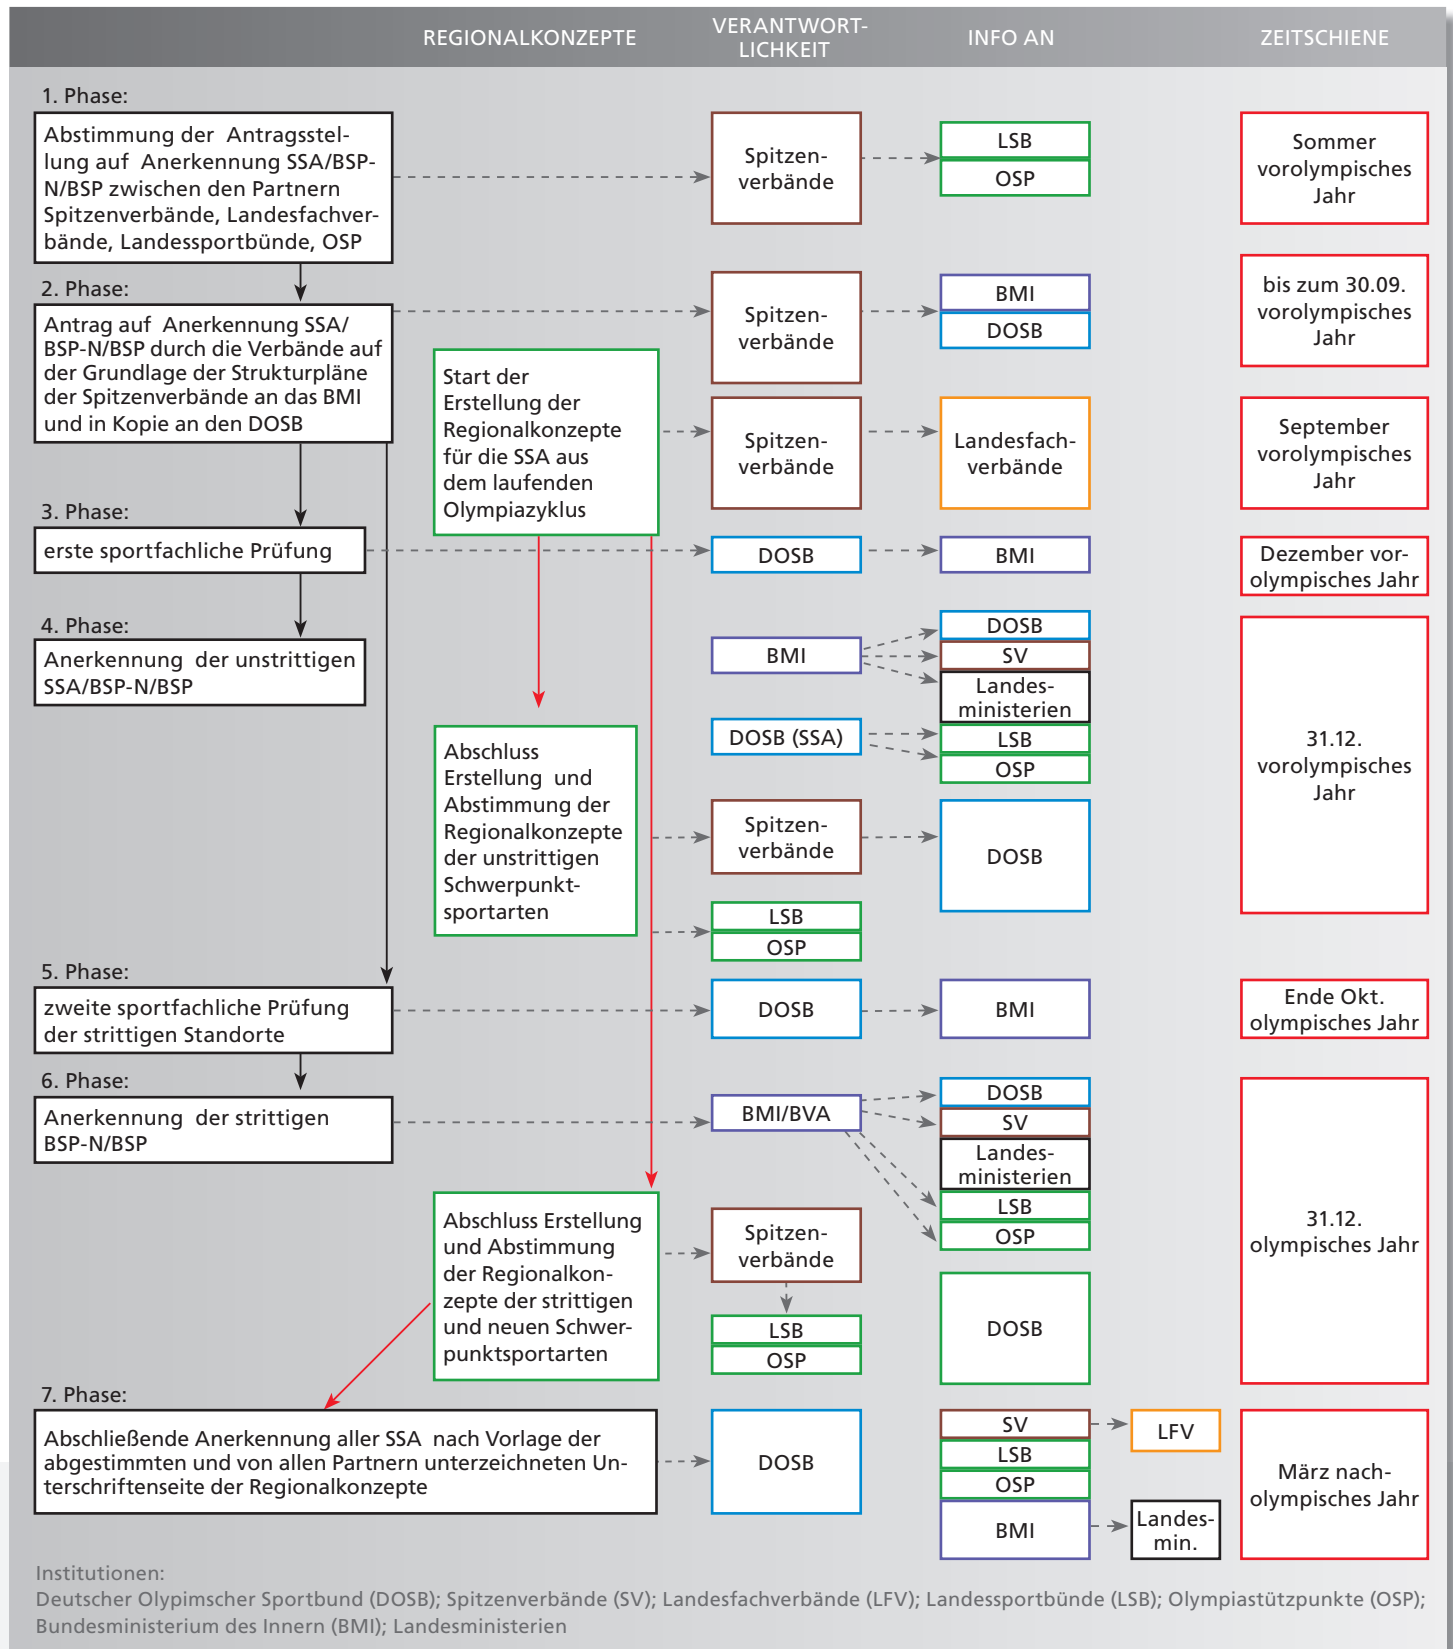 REGIONALKONZEPTE
VERANTWORT-
LICHKEIT
INFO AN
ZEITSCHIENE
1. Phase:
Abstimmung der Antragsstel-
lung auf Anerkennung SSA/BSP-
N/BSP zwischen den Partnern
Spitzenverbände, Landesfachver-
bände, Landessportbünde, OSP
Spitzen-
verbände
LSB
OSP
Sommer
vorolympisches
Jahr
2. Phase:
Antrag auf Anerkennung SSA/
BSP-N/BSP durch die Verbände auf
der Grundlage der Strukturpläne
der Spitzenverbände an das BMI
und in Kopie an den DOSB
Spitzen-
verbände
BMI
DOSB
bis zum 30.09.
vorolympisches
Jahr
Start der
Erstellung der
Regionalkonzepte
für die SSA aus
dem laufenden
Olympiazyklus
Spitzen-
verbände
Landesfach-
verbände
September
vorolympisches
Jahr
3. Phase:
erste sportfachliche Prüfung
DOSB
BMI
Dezember vor-
olympisches Jahr
4. Phase:
Anerkennung der unstrittigen
SSA/BSP-N/BSP
BMI
DOSB
SV
Landes-
ministerien
DOSB (SSA)
LSB
OSP
31.12.
vorolympisches
Jahr
Abschluss
Erstellung und
Abstimmung der
Regionalkonzepte
der unstrittigen
Schwerpunkt-
sportarten
Spitzen-
verbände
DOSB
LSB
OSP
5. Phase:
zweite sportfachliche Prüfung
der strittigen Standorte
DOSB
BMI
Ende Okt.
olympisches Jahr
6. Phase:
Anerkennung der strittigen
BSP-N/BSP
BMI/BVA
DOSB
SV
Landes-
ministerien
LSB
OSP
31.12.
olympisches Jahr
Abschluss Erstellung
und Abstimmung
der Regionalkon-
zepte der strittigen
und neuen Schwer-
punktsportarten
Spitzen-
verbände
LSB
OSP
DOSB
7. Phase:
Abschließende Anerkennung aller SSA nach Vorlage der
abgestimmten und von allen Partnern unterzeichneten Un-
terschriftenseite der Regionalkonzepte
DOSB
SV
LFV
LSB
OSP
BMI
Landes-
min.
März nach-
olympisches Jahr
Institutionen:
Deutscher Olypimscher Sportbund (DOSB); Spitzenverbände (SV); Landesfachverbände (LFV); Landessportbünde (LSB); Olympiastützpunkte (OSP);
Bundesministerium des Innern (BMI); Landesministerien